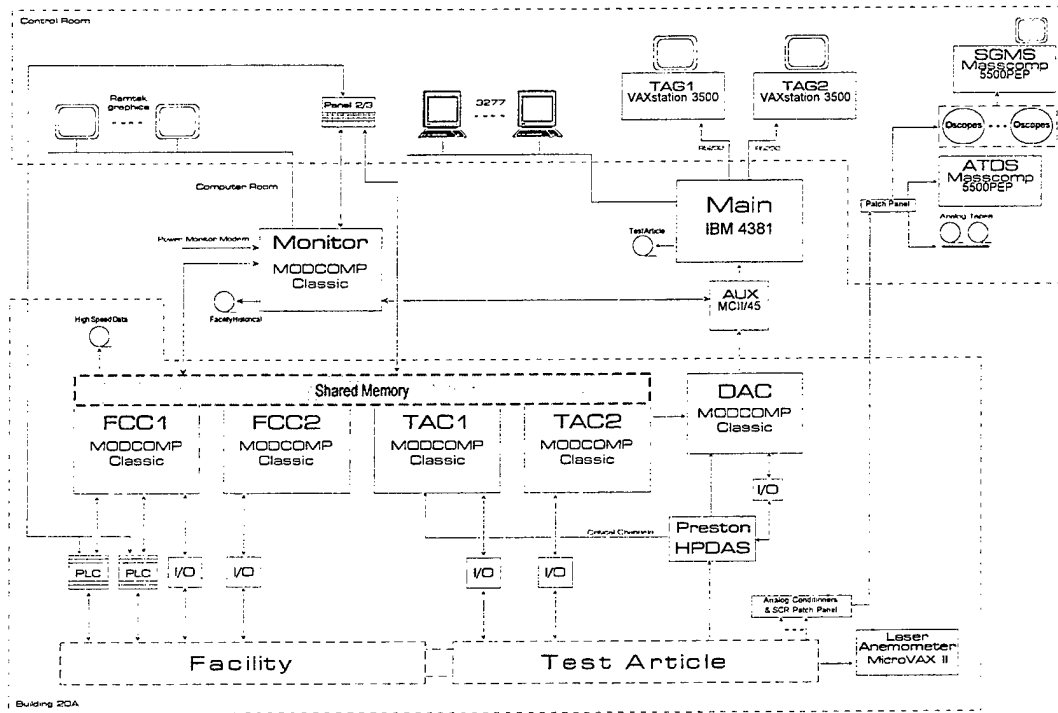 Control Room
Ramtek
graphics
Panel 2/3
3277
TAG1
VAXstation 3500
TAG2
VAXstation 3500
SGMS
Masscomp
5500PEP
Oscopes
Oscopes
ATDS
Masscomp
5500PEP
Patch Panel
Analog Tapes
Computer Room
Power Monitor Modem
Monitor
MODCOMP
Classic
Facility Historical
Main
IBM 4381
Test Article
AUX
MCII/45
High Speed Data
Shared Memory
FCC1
MODCOMP
Classic
FCC2
MODCOMP
Classic
TAC1
MODCOMP
Classic
TAC2
MODCOMP
Classic
DAC
MODCOMP
Classic
I/O
Critical Channels
Preston
HPDAS
PLC
PLC
I/O
I/O
I/O
I/O
Analog Conditinners
& SCR Patch Panel
Facility
Test Article
Laser
Anemometer
MicroVAX II
Building 20A